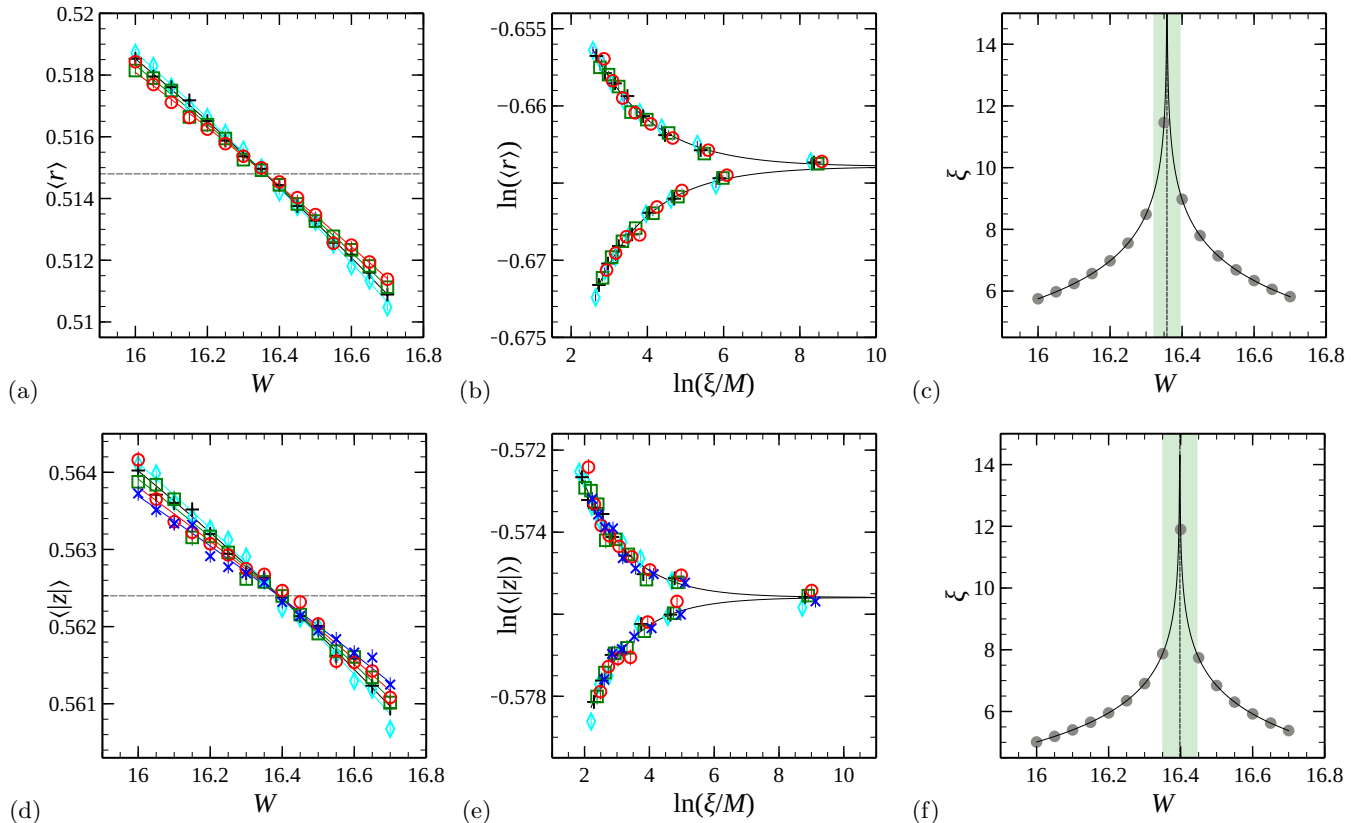 0.52
0.518
0.516
0.514
0.512
0.51
⟨r⟩
16 16.2 16.4 16.6 16.8
W
(a)
−0.655
−0.66
−0.67
−0.675
ln(⟨r⟩)
2 4 6 8 10
ln(ξ/M)
(b)
14
12
10
8
6
ξ
16 16.2 16.4 16.6 16.8
W
(c)
0.564
0.563
0.562
0.561
⟨|z|⟩
16 16.2 16.4 16.6 16.8
W
(d)
−0.572
−0.574
−0.576
−0.578
ln(⟨|z|⟩)
2 4 6 8 10
ln(ξ/M)
(e)
14
12
10
8
6
ξ
16 16.2 16.4 16.6 16.8
W
(f)